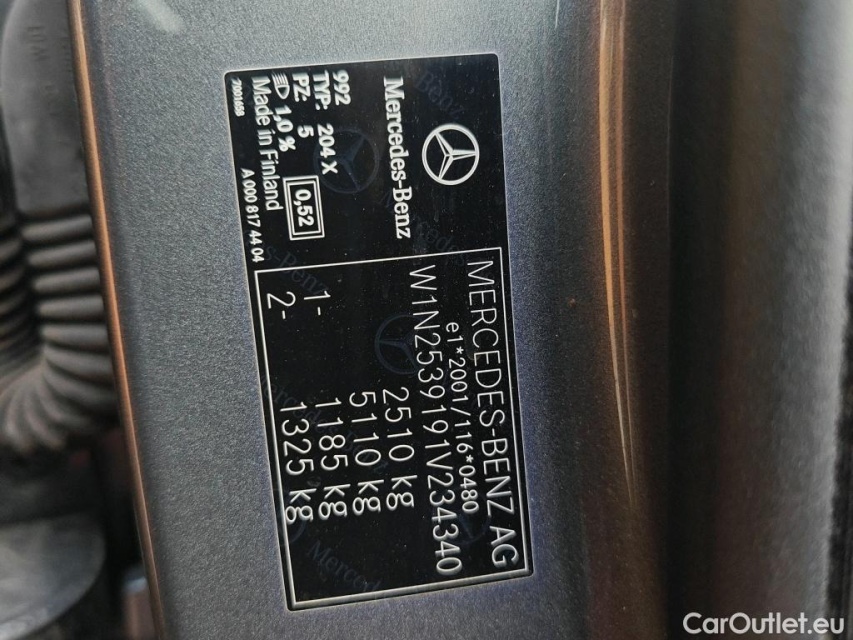 Mercedes-Benz
992
TYP: 204 X
PZ: 5
1,0 %
0,52
Made in Finland
7001658
A 000 817 44 04
MERCEDES-BENZ AG
e1*2001/116*0480
W1N2539191V234340
2510 kg
5110 kg
1- 1185 kg
2- 1325 kg
CarOutlet.eu